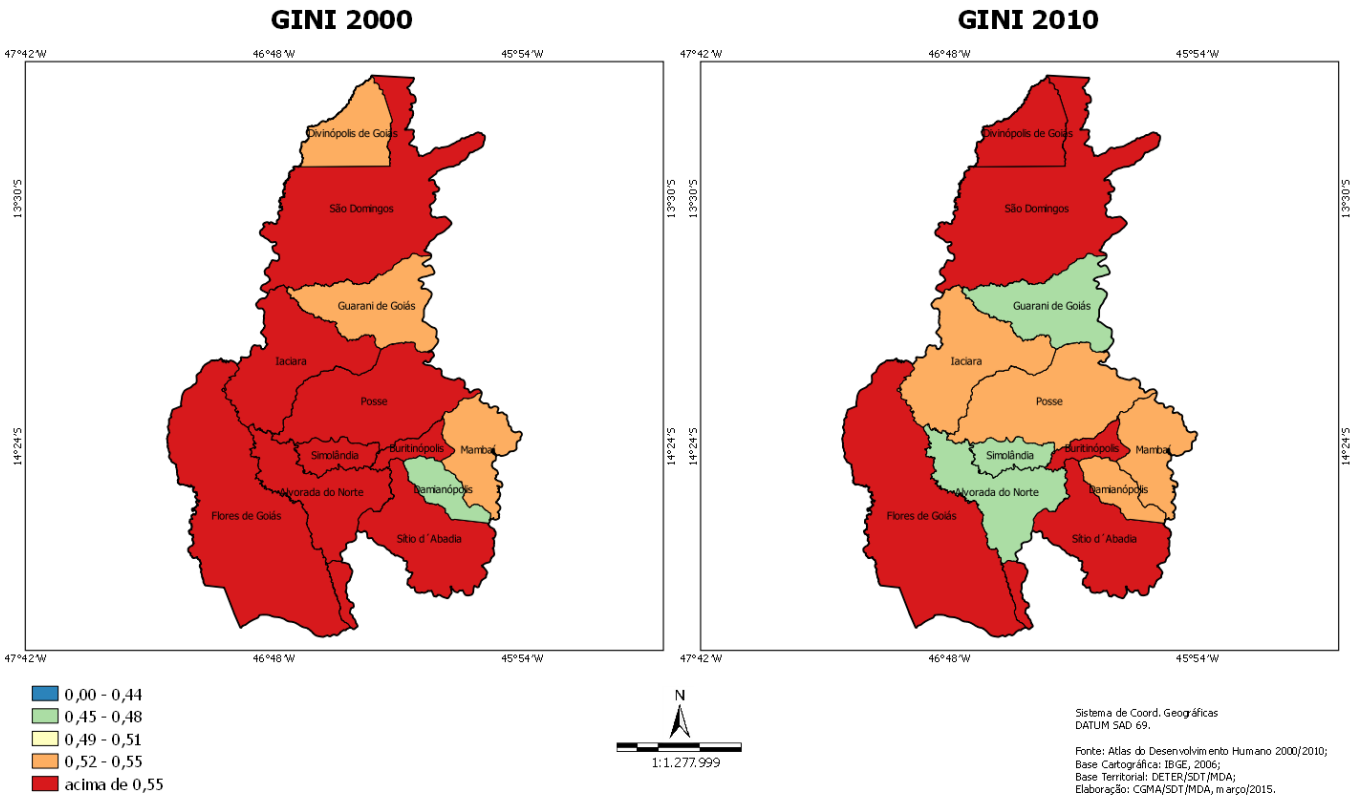 GINI 2000
47°42'W 46°48'W 45°54'W
13°30'S
14°24'S
Divinópolis de Goiás
São Domingos
Guarani de Goiás
Iaciara
Posse
Buritinópolis
Mambaí
Simolândia
Damianópolis
Alvorada do Norte
Flores de Goiás
Sítio d´Abadia
13°30'S
14°24'S
47°42'W 46°48'W 45°54'W
GINI 2010
47°42'W 46°48'W 45°54'W
Divinópolis de Goiás
São Domingos
Guarani de Goiás
Iaciara
Posse
Buritinópolis
Mambaí
Simolândia
Damianópolis
Alvorada do Norte
Flores de Goiás
Sítio d´Abadia
13°30'S
14°24'S
47°42'W 46°48'W 45°54'W
0,00 - 0,44
0,45 - 0,48
0,49 - 0,51
0,52 - 0,55
acima de 0,55
N
1:1.277.999
Sistema de Coord. Geográficas
DATUM SAD 69.
Fonte: Atlas do Desenvolvimento Humano 2000/2010;
Base Cartográfica: IBGE, 2006;
Base Territorial: DETER/SDT/MDA;
Elaboração: CGMA/SDT/MDA, março/2015.